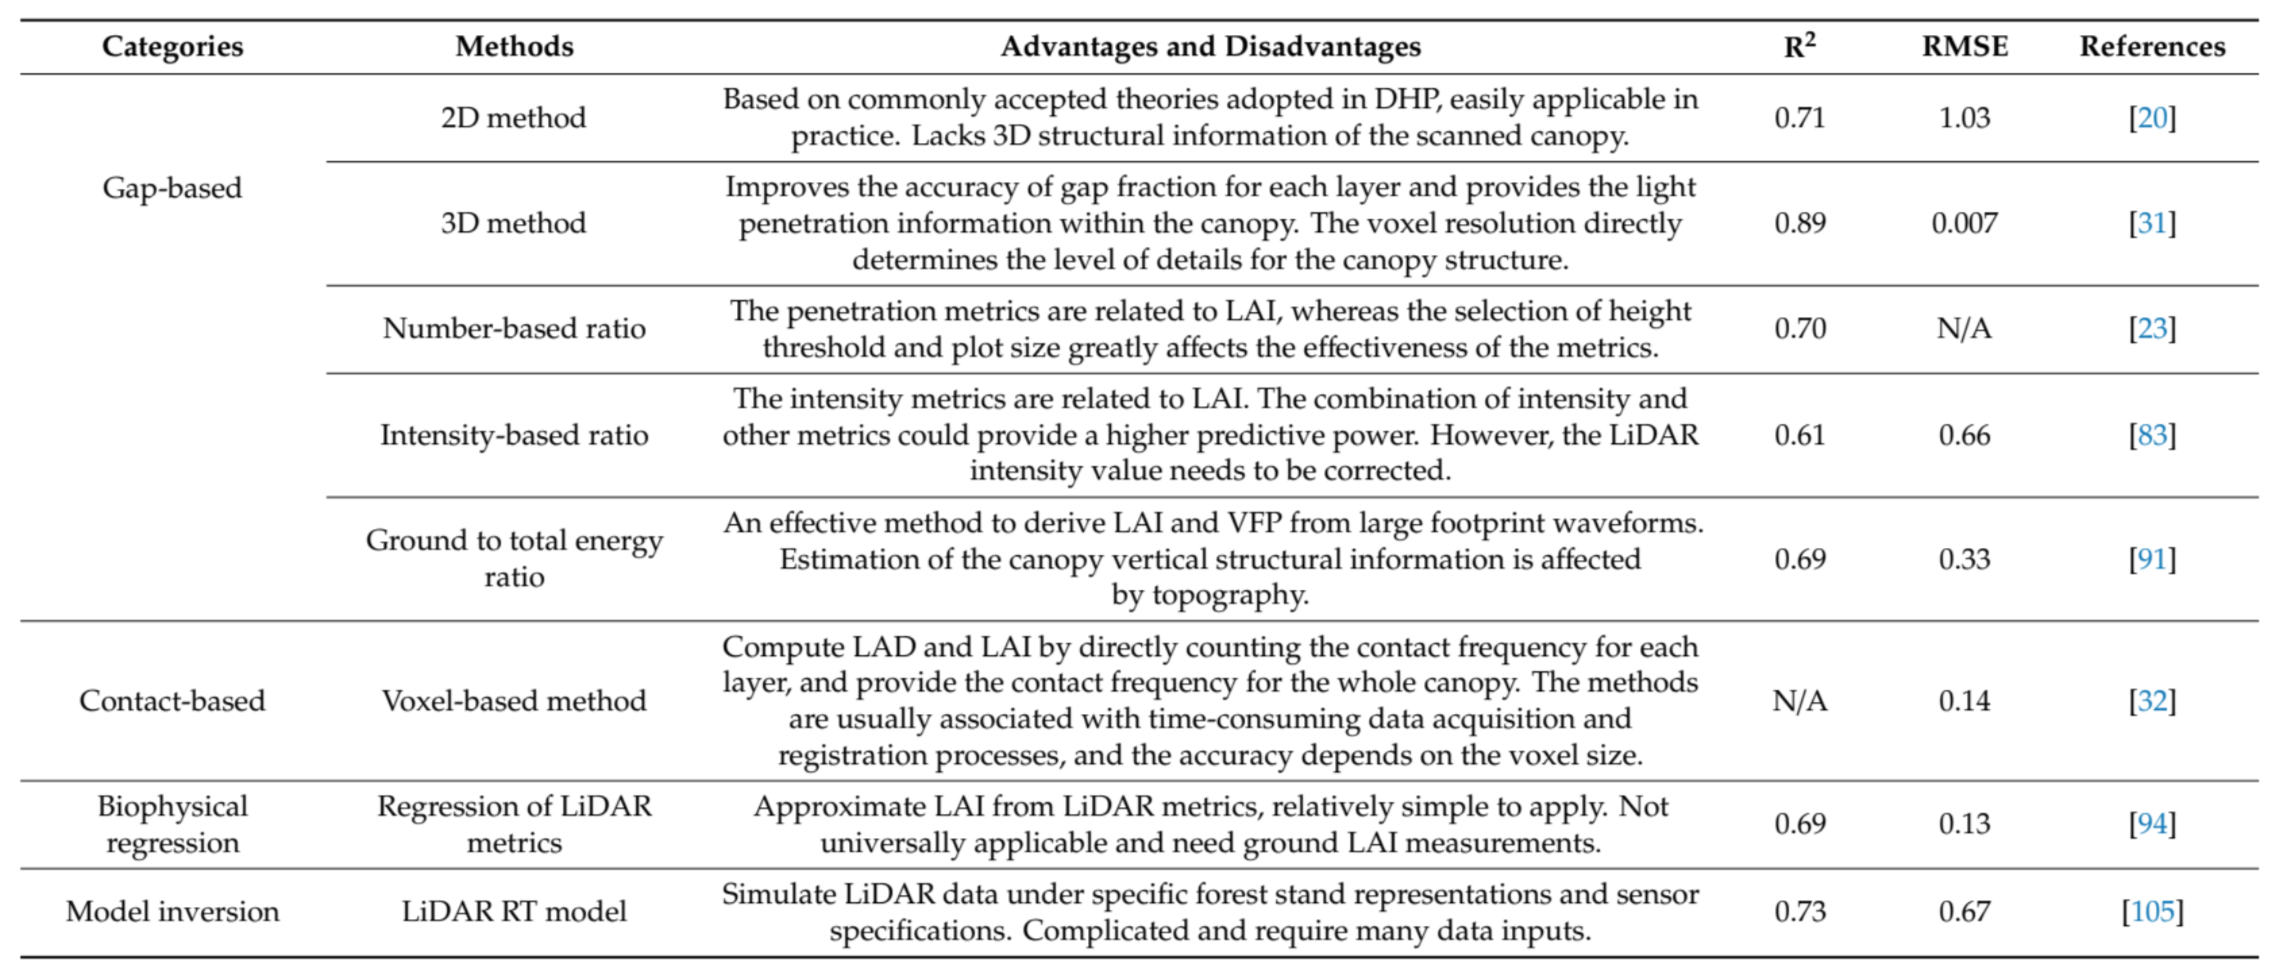 Categories Methods Advantages and Disadvantages R² RMSE References
Based on commonly accepted theories adopted in DHP, easily applicable in
2D method 0.71 1.03 [20]
practice. Lacks 3D structural information of the scanned canopy.
Gap-based
Improves the accuracy of gap fraction for each layer and provides the light
3D method penetration information within the canopy. The voxel resolution directly 0.89 0.007 [31]
determines the level of details for the canopy structure.
The penetration metrics are related to LAI, whereas the selection of height
Number-based ratio 0.70 N/A [23]
threshold and plot size greatly affects the effectiveness of the metrics.
The intensity metrics are related to LAI. The combination of intensity and
Intensity-based ratio other metrics could provide a higher predictive power. However, the LiDAR 0.61 0.66 [83]
intensity value needs to be corrected.
An effective method to derive LAI and VFP from large footprint waveforms.
Ground to total energy
ratio
Estimation of the canopy vertical structural information is affected 0.69 0.33 [91]
by topography.
Compute LAD and LAI by directly counting the contact frequency for each
layer, and provide the contact frequency for the whole canopy. The methods
Contact-based Voxel-based method N/A 0.14 [32]
are usually associated with time-consuming data acquisition and
registration processes, and the accuracy depends on the voxel size.
Biophysical
regression
Regression of LiDAR
metrics
Approximate LAI from LiDAR metrics, relatively simple to apply. Not
universally applicable and need ground LAI measurements.
0.69 0.13 [94]
Model inversion LiDAR RT model
Simulate LiDAR data under specific forest stand representations and sensor
specifications. Complicated and require many data inputs.
0.73 0.67 [105]